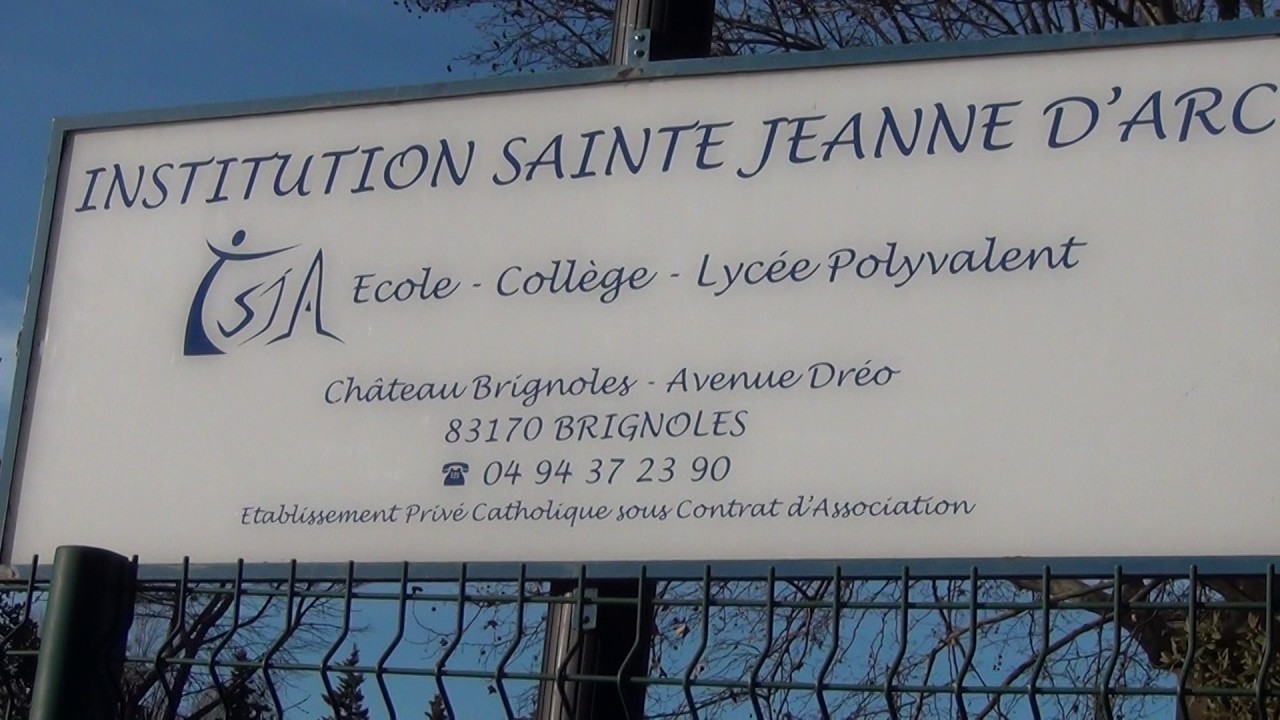 INSTITUTION SAINTE JEANNE D'ARC
SJA
Ecole - Collège - Lycée Polyvalent
Château Brignoles - Avenue Dréo
83170 BRIGNOLES
☎ 04 94 37 23 90
Etablissement Privé Catholique sous Contrat d'Association